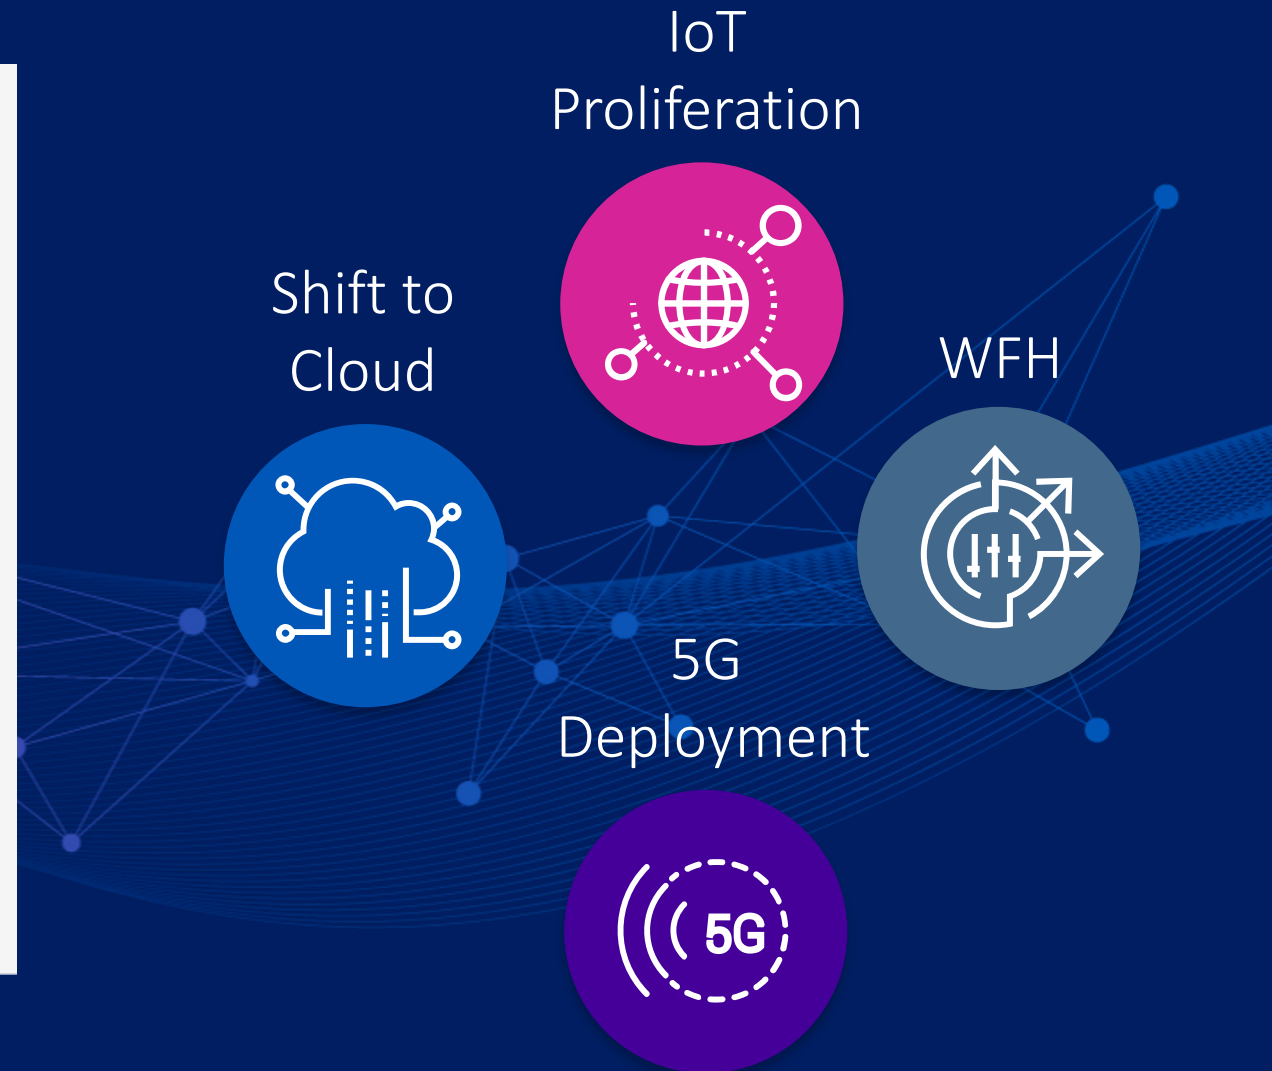 IoT
Proliferation
Shift to
Cloud
WFH
5G
Deployment
5G